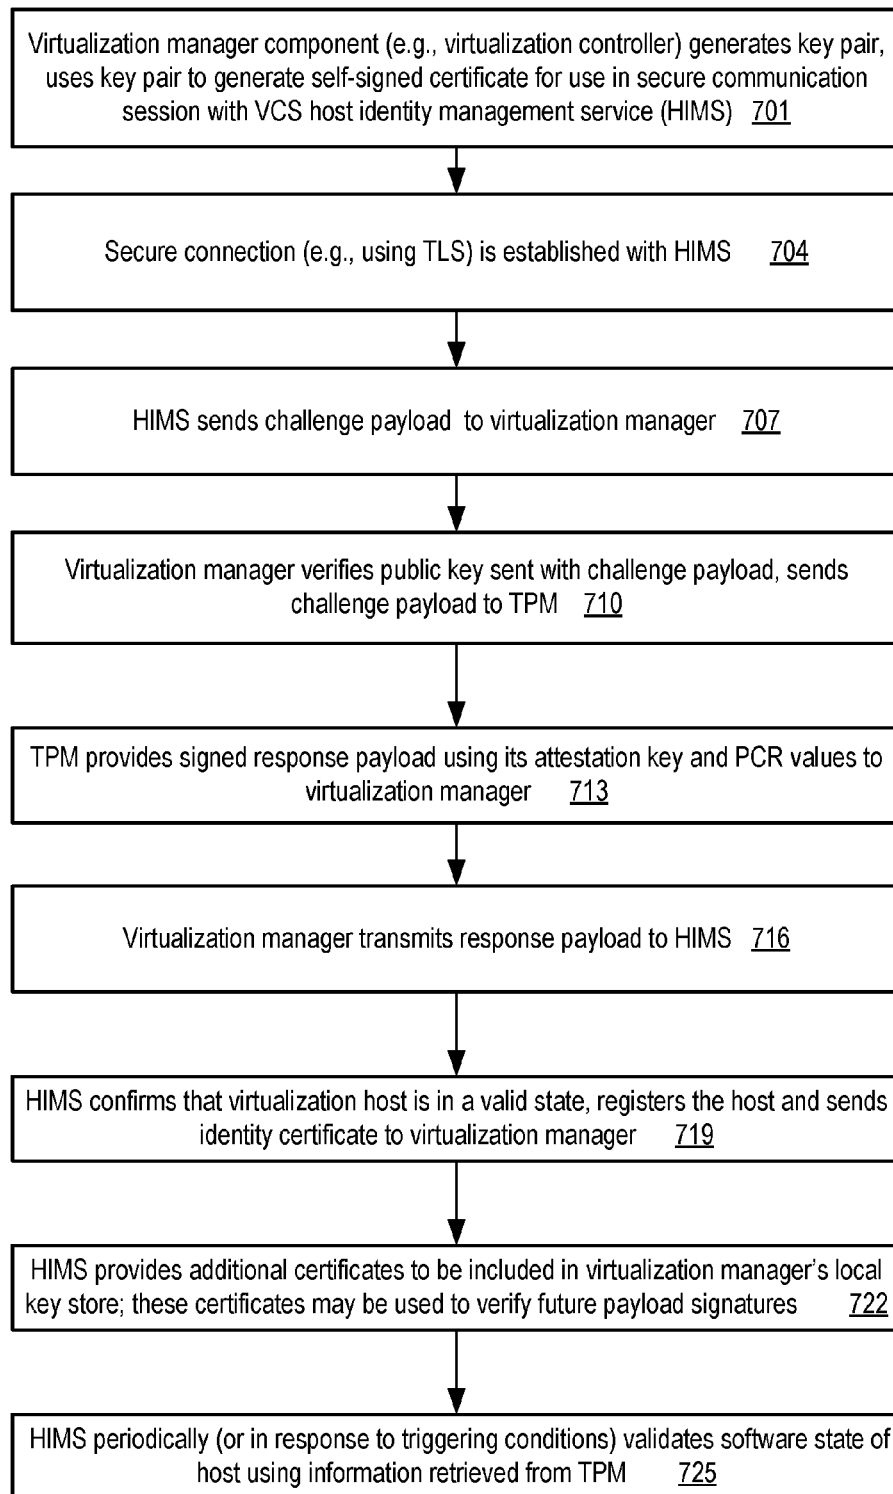 Virtualization manager component (e.g., virtualization controller) generates key pair,
uses key pair to generate self-signed certificate for use in secure communication
session with VCS host identity management service (HIMS) 701
Secure connection (e.g., using TLS) is established with HIMS 704
HIMS sends challenge payload to virtualization manager 707
Virtualization manager verifies public key sent with challenge payload, sends
challenge payload to TPM 710
TPM provides signed response payload using its attestation key and PCR values to
virtualization manager 713
Virtualization manager transmits response payload to HIMS 716
HIMS confirms that virtualization host is in a valid state, registers the host and sends
identity certificate to virtualization manager 719
HIMS provides additional certificates to be included in virtualization manager's local
key store; these certificates may be used to verify future payload signatures 722
HIMS periodically (or in response to triggering conditions) validates software state of
host using information retrieved from TPM 725